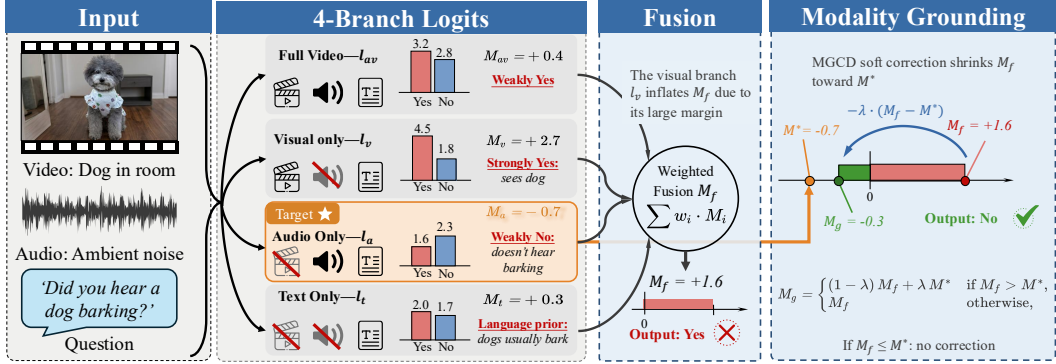 Input
Video: Dog in room
Audio: Ambient noise
‘Did you hear a
dog barking?’
Question
4-Branch Logits
Full Video—l_av
3.2
2.8
Yes No
M_av = + 0.4
Weakly Yes
Visual only—l_v
4.5
1.8
Yes No
M_v = + 2.7
Strongly Yes:
sees dog
Target
Audio Only—l_a
1.6
2.3
Yes No
M_a = − 0.7
Weakly No:
doesn't hear
barking
Text Only—l_t
2.0
1.7
Yes No
M_t = + 0.3
Language prior:
dogs usually bark
Fusion
The visual branch
l_v inflates M_f due to
its large margin
Weighted
Fusion M_f
∑ w_i · M_i
M_f = +1.6
0
Output: Yes
Modality Grounding
MGCD soft correction shrinks M_f
toward M*
−λ · (M_f − M*)
M*= -0.7
M_f = +1.6
0
M_g = -0.3
Output: No
M_g = { (1 − λ) M_f + λ M* if M_f > M*,
M_f otherwise,
If M_f ≤ M*: no correction